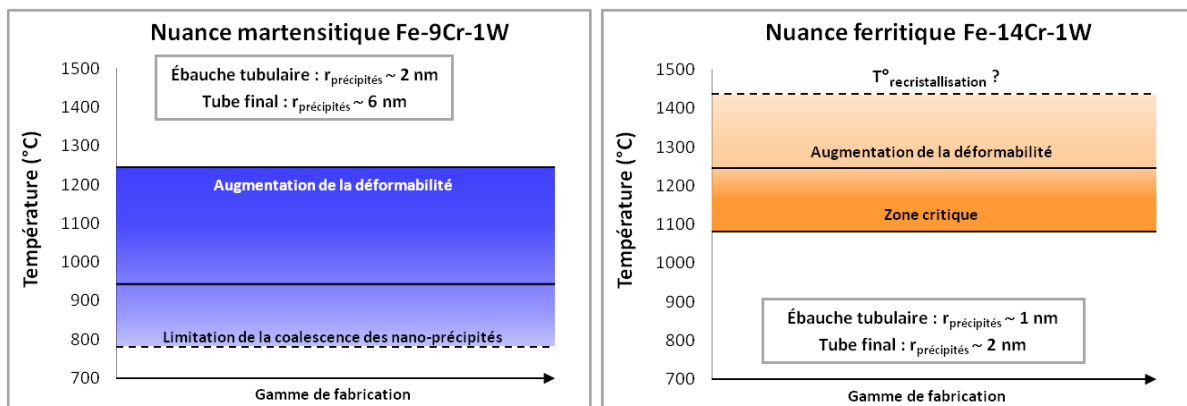 Nuance martensitique Fe-9Cr-1W
Ébauche tubulaire : rprécipités ~ 2 nm
Tube final : rprécipités ~ 6 nm
Température (°C)
1500
1400
1300
1200
1100
1000
900
800
700
Augmentation de la déformabilité
Limitation de la coalescence des nano-précipités
Gamme de fabrication
Nuance ferritique Fe-14Cr-1W
Température (°C)
1500
1400
1300
1200
1100
1000
900
800
700
T°recristallisation ?
Augmentation de la déformabilité
Zone critique
Ébauche tubulaire : rprécipités ~ 1 nm
Tube final : rprécipités ~ 2 nm
Gamme de fabrication